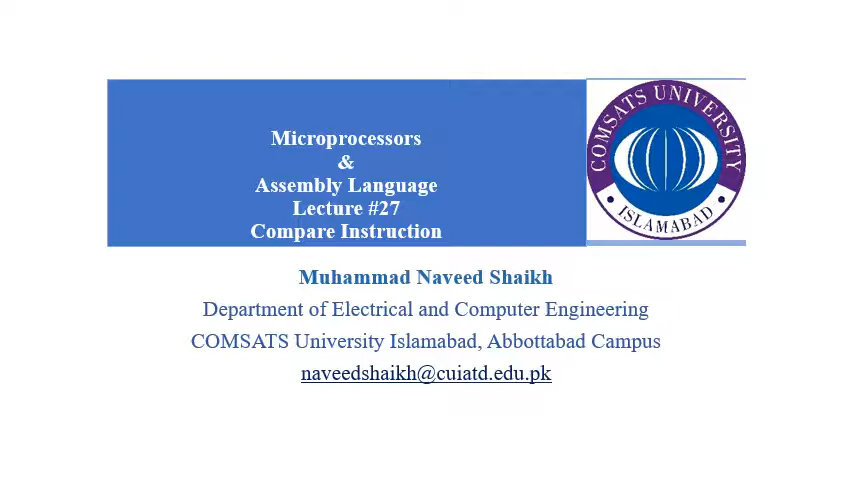 Microprocessors
&
Assembly Language
Lecture #27
Compare Instruction
COMSATS UNIVERSITY
ISLAMABAD
Muhammad Naveed Shaikh
Department of Electrical and Computer Engineering
COMSATS University Islamabad, Abbottabad Campus
naveedshaikh@cuiatd.edu.pk